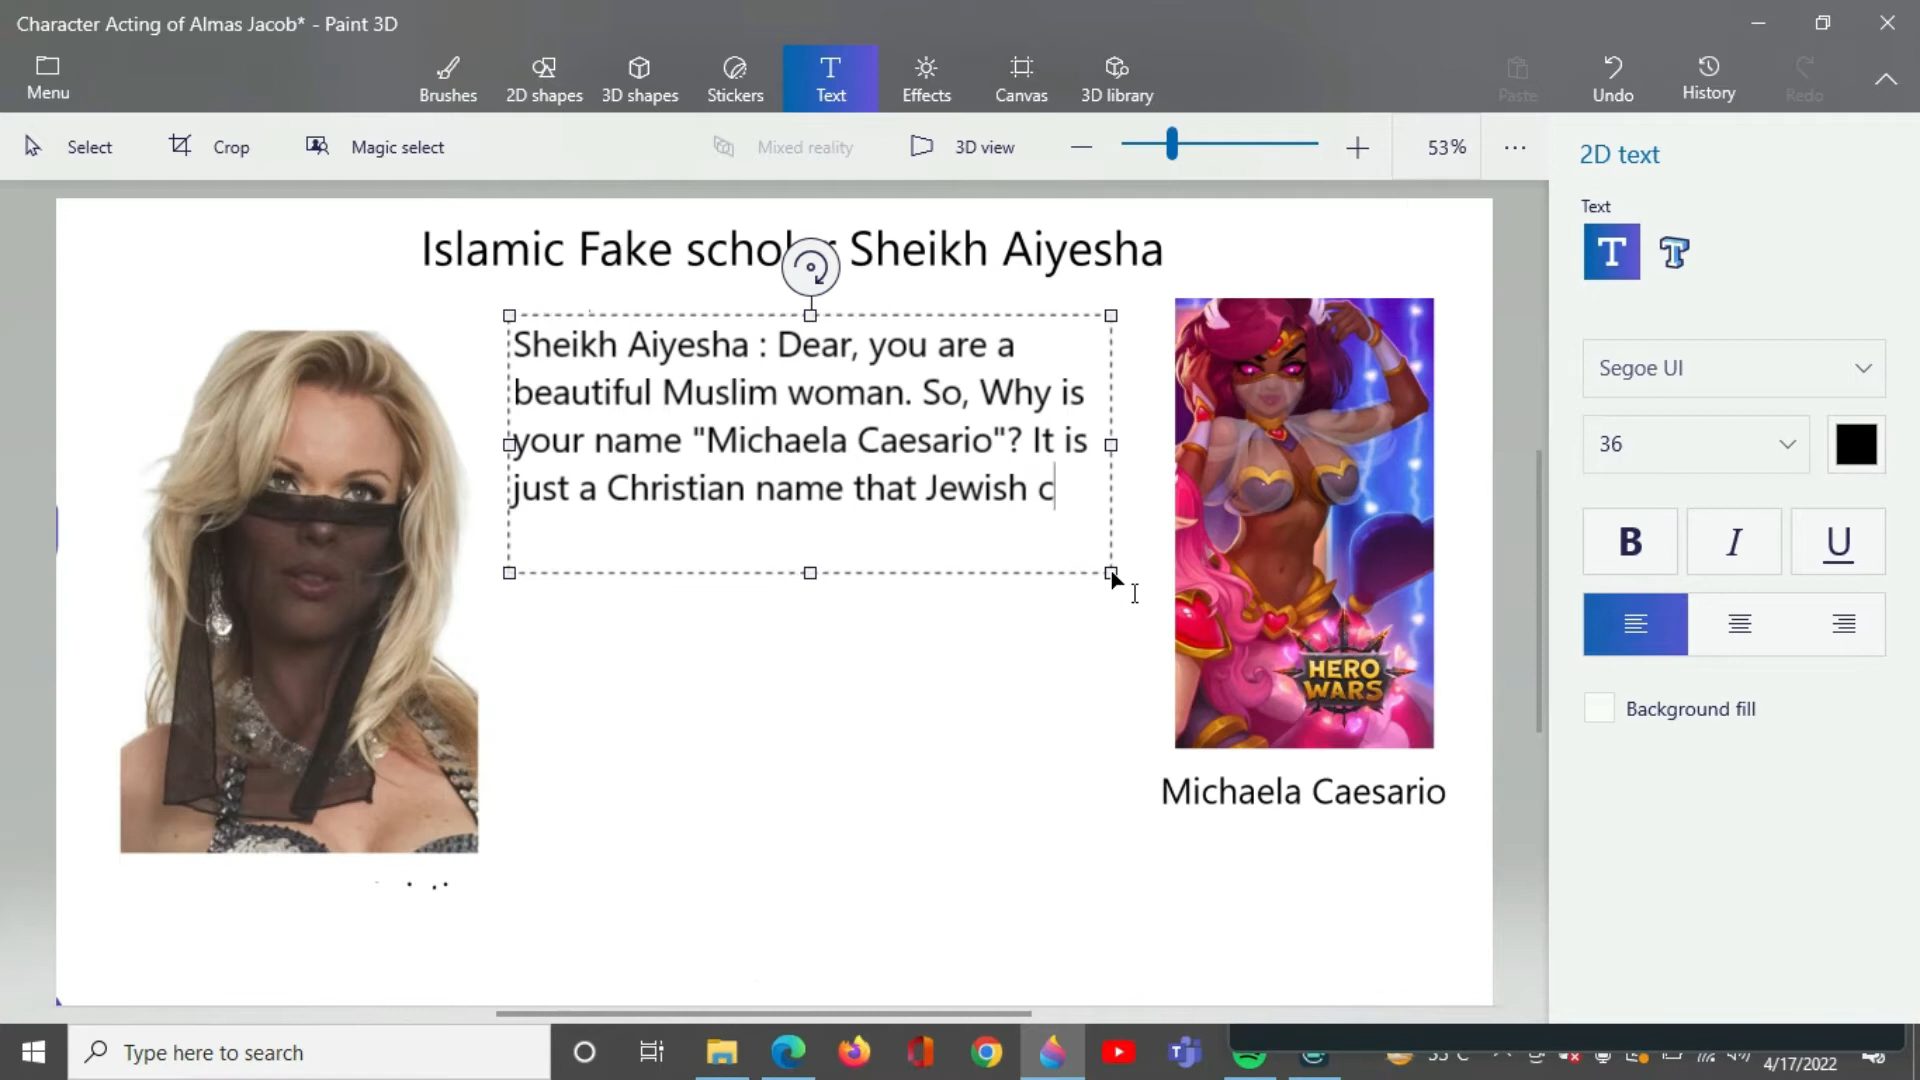 Character Acting of Almas Jacob* - Paint 3D
Menu
Brushes
2D shapes
3D shapes
Stickers
Text
Effects
Canvas
3D library
Paste
Undo
History
Redo
Select
Crop
Magic select
Mixed reality
3D view
53%
2D text
Text
Segoe UI
36
B
I
U
Background fill
Islamic Fake scholar Sheikh Aiyesha
Sheikh Aiyesha : Dear, you are a
beautiful Muslim woman. So, Why is
your name "Michaela Caesario"? It is
just a Christian name that Jewish c
HERO
WARS
Michaela Caesario
Type here to search
4/17/2022